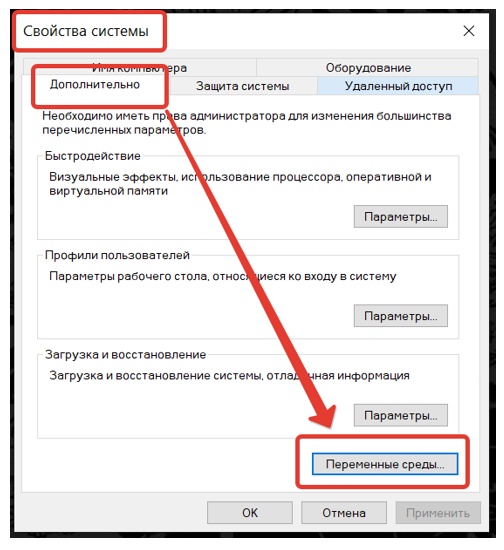 Свойства системы
Имя компьютера
Оборудование
Дополнительно
Защита системы
Удаленный доступ
Необходимо иметь права администратора для изменения большинства
перечисленных параметров.
Быстродействие
Визуальные эффекты, использование процессора, оперативной и
виртуальной памяти
Параметры...
Профили пользователей
Параметры рабочего стола, относящиеся ко входу в систему
Параметры...
Загрузка и восстановление
Загрузка и восстановление системы, отладочная информация
Параметры...
Переменные среды...
ОК
Отмена
Применить